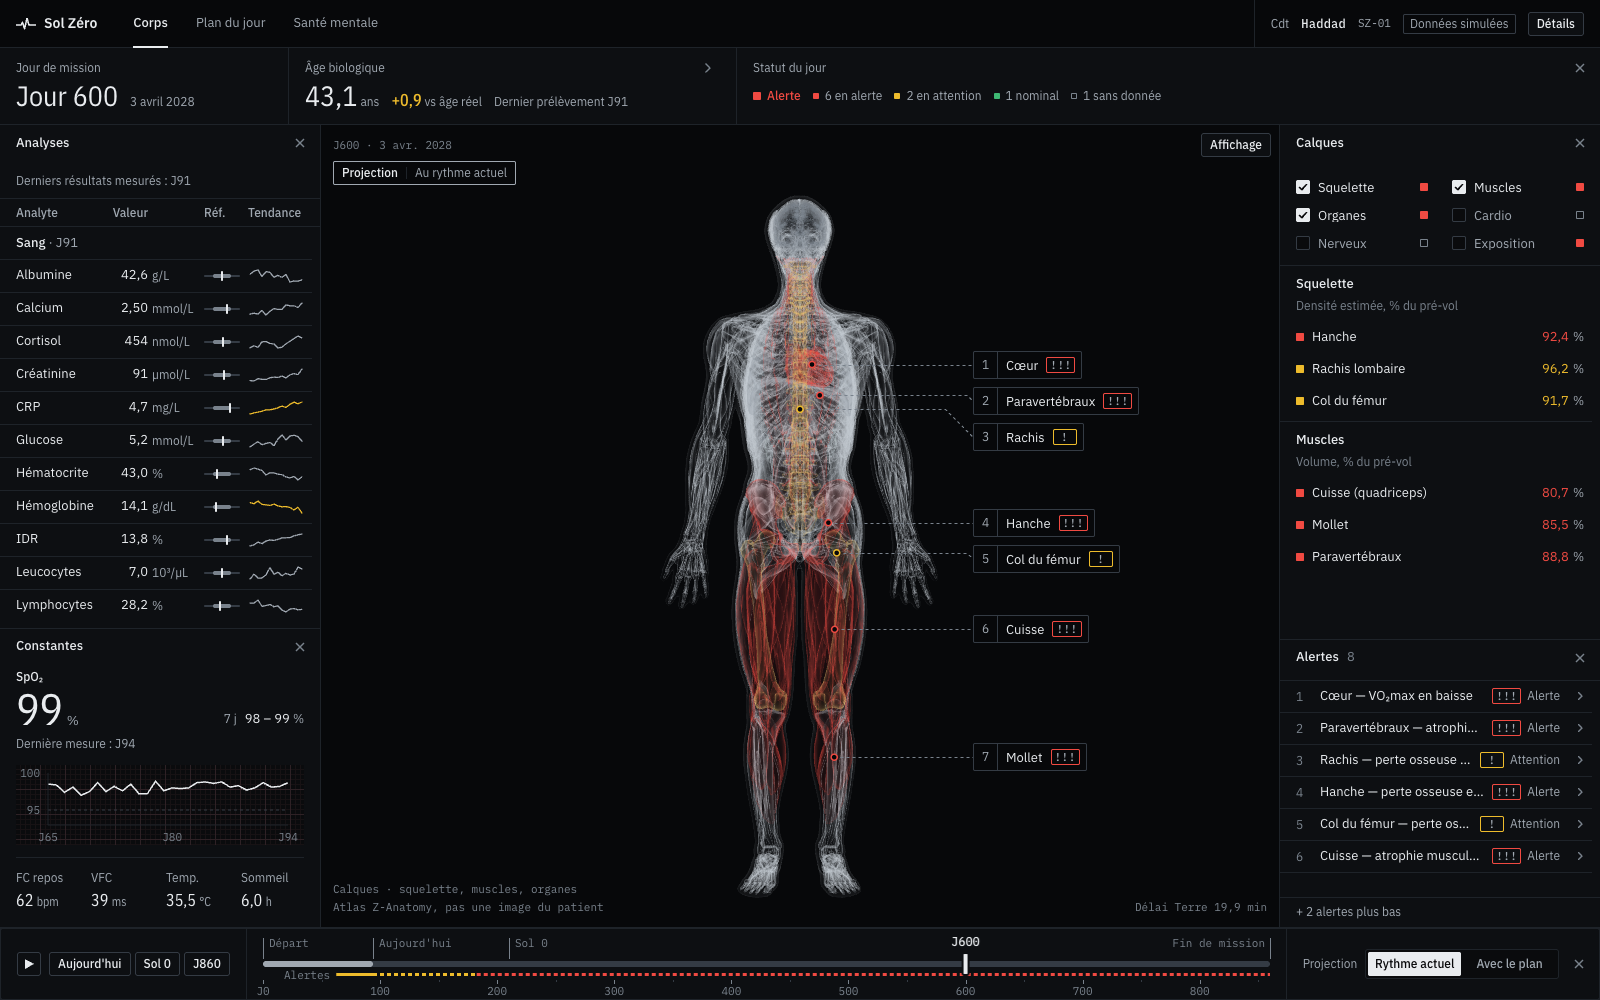 Sol Zéro
Corps
Plan du jour
Santé mentale
Cdt Haddad SZ-01
Données simulées
Détails
Jour de mission
Jour 600 3 avril 2028
Âge biologique
43,1 ans +0,9 vs âge réel Dernier prélèvement J91
Statut du jour
Alerte 6 en alerte 2 en attention 1 nominal 1 sans donnée
Analyses
Derniers résultats mesurés : J91
Analyte Valeur Réf. Tendance
Sang · J91
Albumine 42,6 g/L
Calcium 2,50 mmol/L
Cortisol 454 nmol/L
Créatinine 91 µmol/L
CRP 4,7 mg/L
Glucose 5,2 mmol/L
Hématocrite 43,0 %
Hémoglobine 14,1 g/dL
IDR 13,8 %
Leucocytes 7,0 10³/µL
Lymphocytes 28,2 %
Constantes
SpO₂
99 %
7 j 98 – 99 %
Dernière mesure : J94
100
95
J65 J80 J94
FC repos VFC Temp. Sommeil
62 bpm 39 ms 35,5 °C 6,0 h
J600 · 3 avr. 2028
Affichage
Projection Au rythme actuel
1 Cœur !!!
2 Paravertébraux !!!
3 Rachis !
4 Hanche !!!
5 Col du fémur !
6 Cuisse !!!
7 Mollet !!!
Calques · squelette, muscles, organes
Atlas Z-Anatomy, pas une image du patient
Délai Terre 19,9 min
Calques
Squelette Muscles
Organes Cardio
Nerveux Exposition
Squelette
Densité estimée, % du pré-vol
Hanche 92,4 %
Rachis lombaire 96,2 %
Col du fémur 91,7 %
Muscles
Volume, % du pré-vol
Cuisse (quadriceps) 80,7 %
Mollet 85,5 %
Paravertébraux 88,8 %
Alertes 8
1 Cœur — VO₂max en baisse !!! Alerte
2 Paravertébraux — atrophi... !!! Alerte
3 Rachis — perte osseuse ... ! Attention
4 Hanche — perte osseuse e... !!! Alerte
5 Col du fémur — perte os... ! Attention
6 Cuisse — atrophie muscul... !!! Alerte
+ 2 alertes plus bas
Aujourd'hui
Sol 0
J860
Départ Aujourd'hui Sol 0 J600 Fin de mission
Alertes
J0 100 200 300 400 500 600 700 800
Projection Rythme actuel Avec le plan